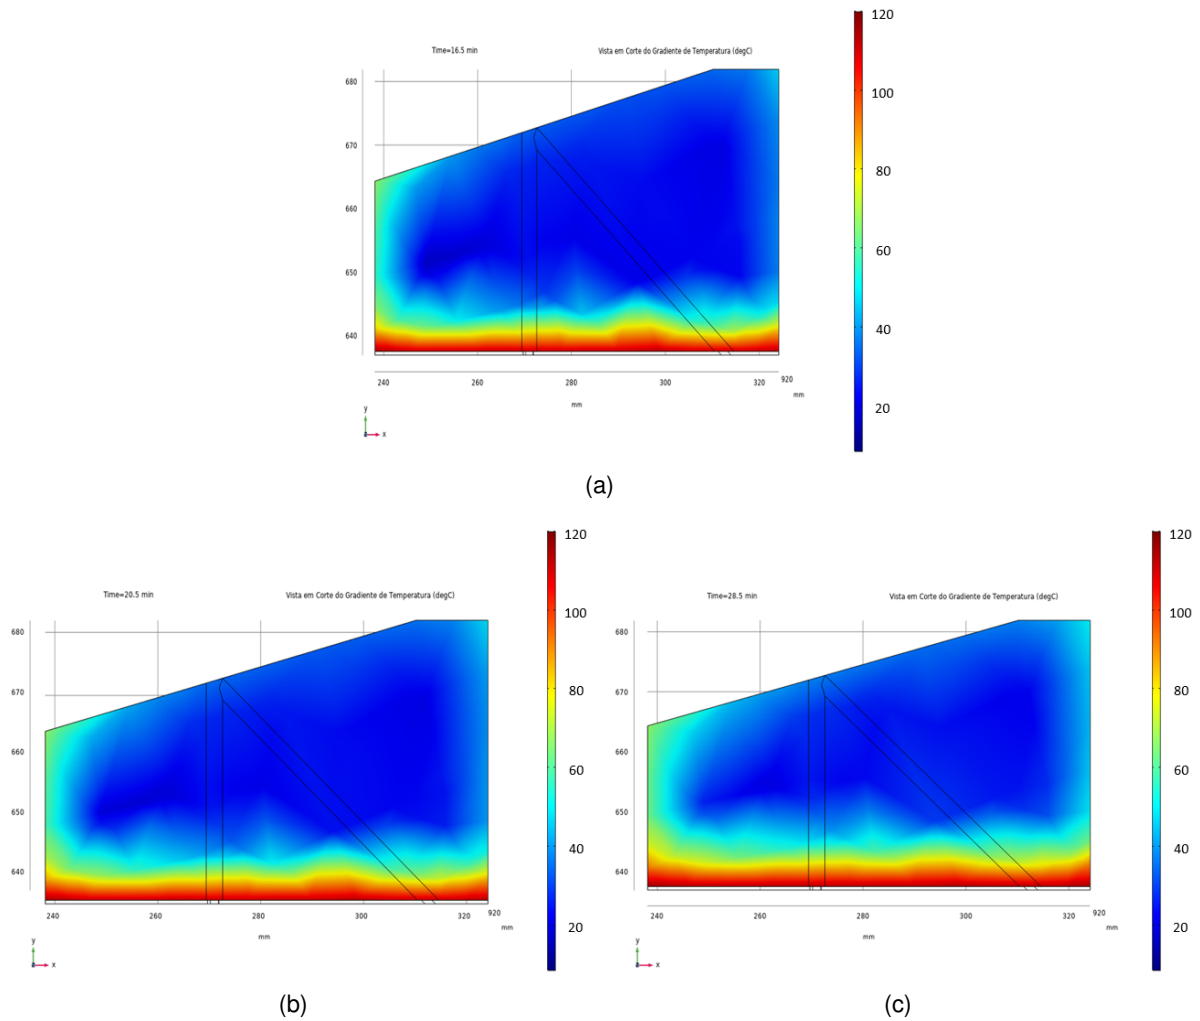 120
Time=16.5 min Vista em Corte do Gradiente de Temperatura (degC)
680
100
670
80
660
60
650
40
640
240 260 280 300 320 920
mm mm
20
y
x
(a)
120
Time=20.5 min Vista em Corte do Gradiente de Temperatura (degC)
680
100
670
80
660
60
650
40
640
240 260 280 300 320 920
mm mm
20
y
x
(b)
120
Time=28.5 min Vista em Corte do Gradiente de Temperatura (degC)
680
100
670
80
660
60
650
40
640
240 260 280 300 320 920
mm mm
20
y
x
(c)